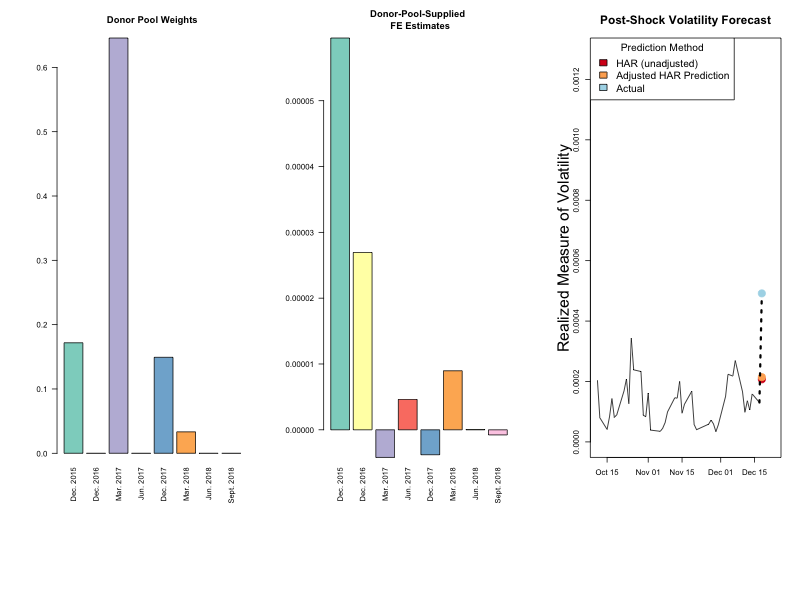 Donor Pool Weights
0.6
0.5
0.4
0.3
0.2
0.1
0.0
Dec. 2015
Dec. 2016
Mar. 2017
Jun. 2017
Dec. 2017
Mar. 2018
Jun. 2018
Sept. 2018
Donor-Pool-Supplied
FE Estimates
0.00005
0.00004
0.00003
0.00002
0.00001
0.00000
Dec. 2015
Dec. 2016
Mar. 2017
Jun. 2017
Dec. 2017
Mar. 2018
Jun. 2018
Sept. 2018
Post-Shock Volatility Forecast
Prediction Method
HAR (unadjusted)
Adjusted HAR Prediction
Actual
Realized Measure of Volatility
0.0012
0.0010
0.0008
0.0006
0.0004
0.0002
0.0000
Oct 15
Nov 01
Nov 15
Dec 01
Dec 15